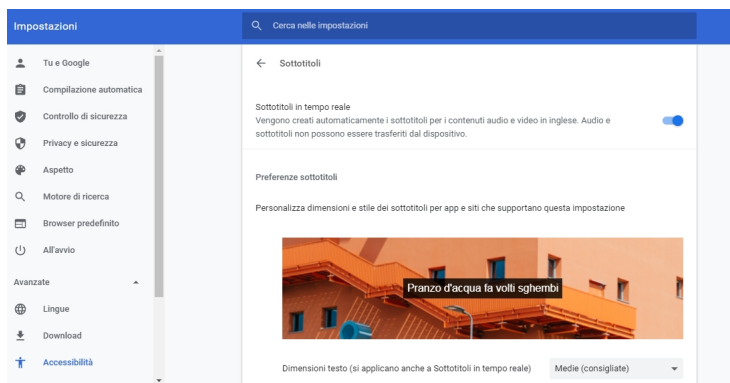 Impostazioni
Cerca nelle impostazioni
Tu e Google
Compilazione automatica
Controllo di sicurezza
Privacy e sicurezza
Aspetto
Motore di ricerca
Browser predefinito
All'avvio
Avanzate
Lingue
Download
Accessibilità
Sottotitoli
Sottotitoli in tempo reale
Vengono creati automaticamente i sottotitoli per i contenuti audio e video in inglese. Audio e
sottotitoli non possono essere trasferiti dal dispositivo.
Preferenze sottotitoli
Personalizza dimensioni e stile dei sottotitoli per app e siti che supportano questa impostazione
Pranzo d'acqua fa volti sghembi
Dimensioni testo (si applicano anche a Sottotitoli in tempo reale)
Medie (consigliate)